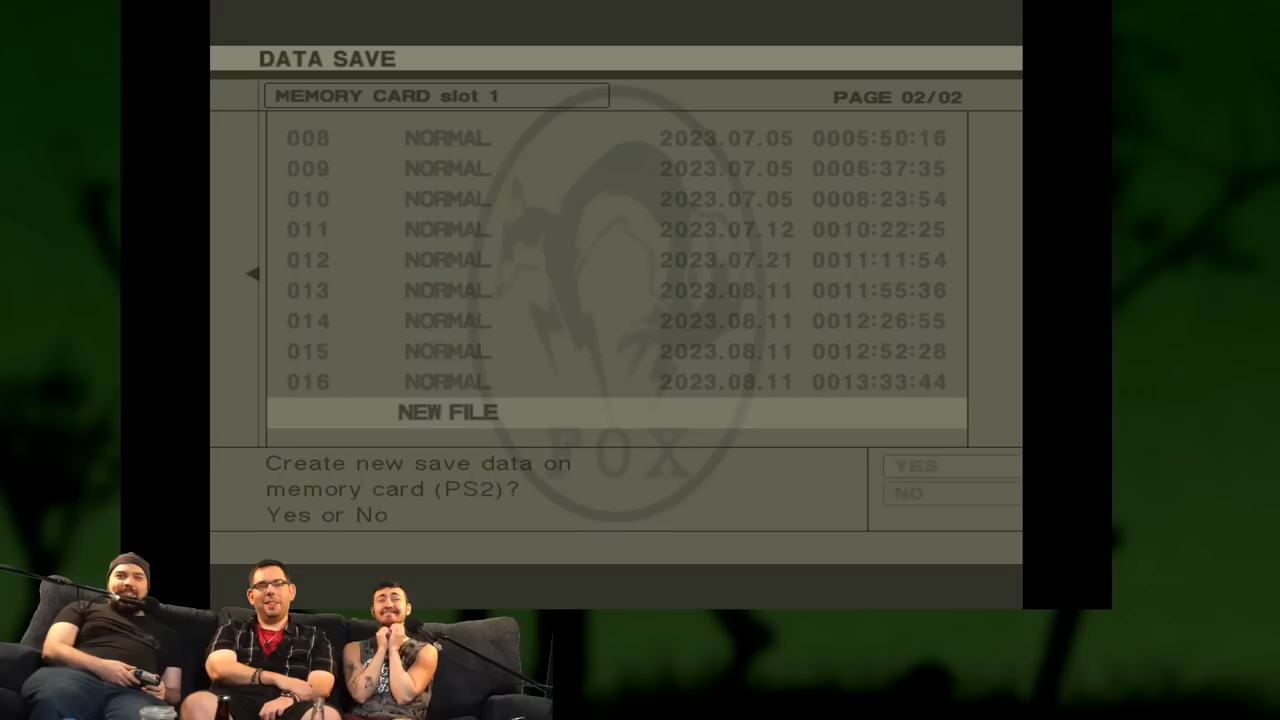 DATA SAVE
MEMORY CARD slot 1 PAGE 02/02
008 NORMAL 2023.07.05 0005:50:16
009 NORMAL 2023.07.05 0006:37:35
010 NORMAL 2023.07.05 0008:23:54
011 NORMAL 2023.07.12 0010:22:25
012 NORMAL 2023.07.21 0011:11:54
013 NORMAL 2023.08.11 0011:55:36
014 NORMAL 2023.08.11 0012:26:55
015 NORMAL 2023.08.11 0012:52:28
016 NORMAL 2023.08.11 0013:33:44
NEW FILE
FOX
Create new save data on
memory card (PS2)?
Yes or No
YES
NO